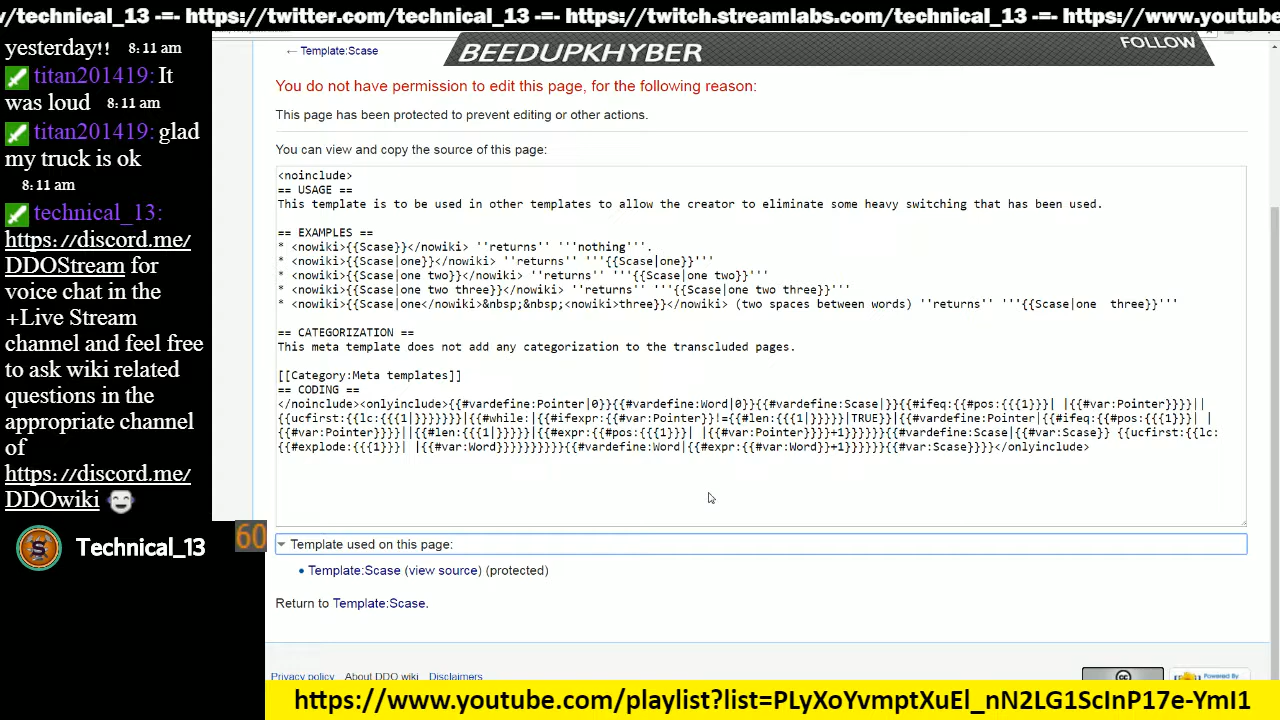 /technical_13 -=- https://twitter.com/technical_13 -=- https://twitch.streamlabs.com/technical_13 -=- https://www.youtube
yesterday!! 8:11 am
titan201419: It
was loud 8:11 am
titan201419: glad
my truck is ok
8:11 am
technical_13:
https://discord.me/
DDOStream for
voice chat in the
+Live Stream
channel and feel free
to ask wiki related
questions in the
appropriate channel
of
https://discord.me/
DDOwiki
Technical_13
60
BEEDUPKHYBER
FOLLOW
← Template:Scase
You do not have permission to edit this page, for the following reason:
This page has been protected to prevent editing or other actions.
You can view and copy the source of this page:
<noinclude>
== USAGE ==
This template is to be used in other templates to allow the creator to eliminate some heavy switching that has been used.
== EXAMPLES ==
* <nowiki>{{Scase}}</nowiki> ''returns'' '''nothing'''.
* <nowiki>{{Scase|one}}</nowiki> ''returns'' '''{{Scase|one}}'''
* <nowiki>{{Scase|one two}}</nowiki> ''returns'' '''{{Scase|one two}}'''
* <nowiki>{{Scase|one two three}}</nowiki> ''returns'' '''{{Scase|one two three}}'''
* <nowiki>{{Scase|one</nowiki>&nbsp;&nbsp;<nowiki>three}}</nowiki> (two spaces between words) ''returns'' '''{{Scase|one  three}}'''
== CATEGORIZATION ==
This meta template does not add any categorization to the transcluded pages.
[[Category:Meta templates]]
== CODING ==
</noinclude><onlyinclude>{{#vardefine:Pointer|0}}{{#vardefine:Word|0}}{{#vardefine:Scase|}}{{#ifeq:{{#pos:{{{1}}}| |{{#var:Pointer}}}}||
{{ucfirst:{{lc:{{{1|}}}}}}}|{{#while:|{{#ifexpr:{{#var:Pointer}}!={{#len:{{{1|}}}}}|TRUE}}|{{#vardefine:Pointer|{{#ifeq:{{#pos:{{{1}}}| |
{{#var:Pointer}}}}||{{#len:{{{1|}}}}}|{{#expr:{{#pos:{{{1}}}| |{{#var:Pointer}}}}+1}}}}}}{{#vardefine:Scase|{{#var:Scase}} {{ucfirst:{{lc:
{{#explode:{{{1}}}| |{{#var:Word}}}}}}}}}}{{#vardefine:Word|{{#expr:{{#var:Word}}+1}}}}}}{{#var:Scase}}}}</onlyinclude>
Template used on this page:
• Template:Scase (view source) (protected)
Return to Template:Scase.
Privacy policy About DDO wiki Disclaimers
Powered By
https://www.youtube.com/playlist?list=PLyXoYvmptXuEl_nN2LG1ScInP17e-YmI1